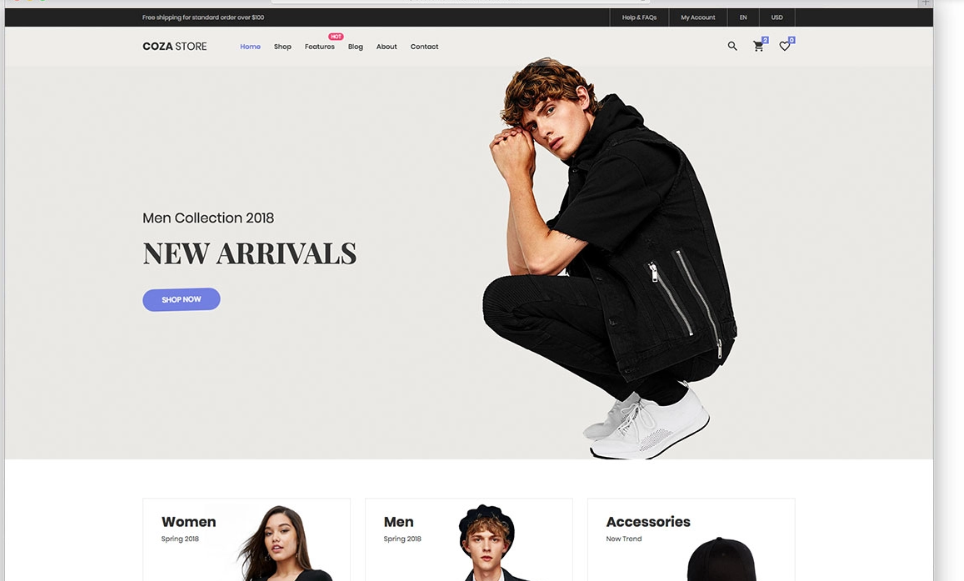 Free shipping for standard order over $100
Help & FAQs
My Account
EN
USD
COZA STORE
Home
Shop
Features
HOT
Blog
About
Contact
2
0
Men Collection 2018
NEW ARRIVALS
SHOP NOW
Women
Spring 2018
Men
Spring 2018
Accessories
New Trend